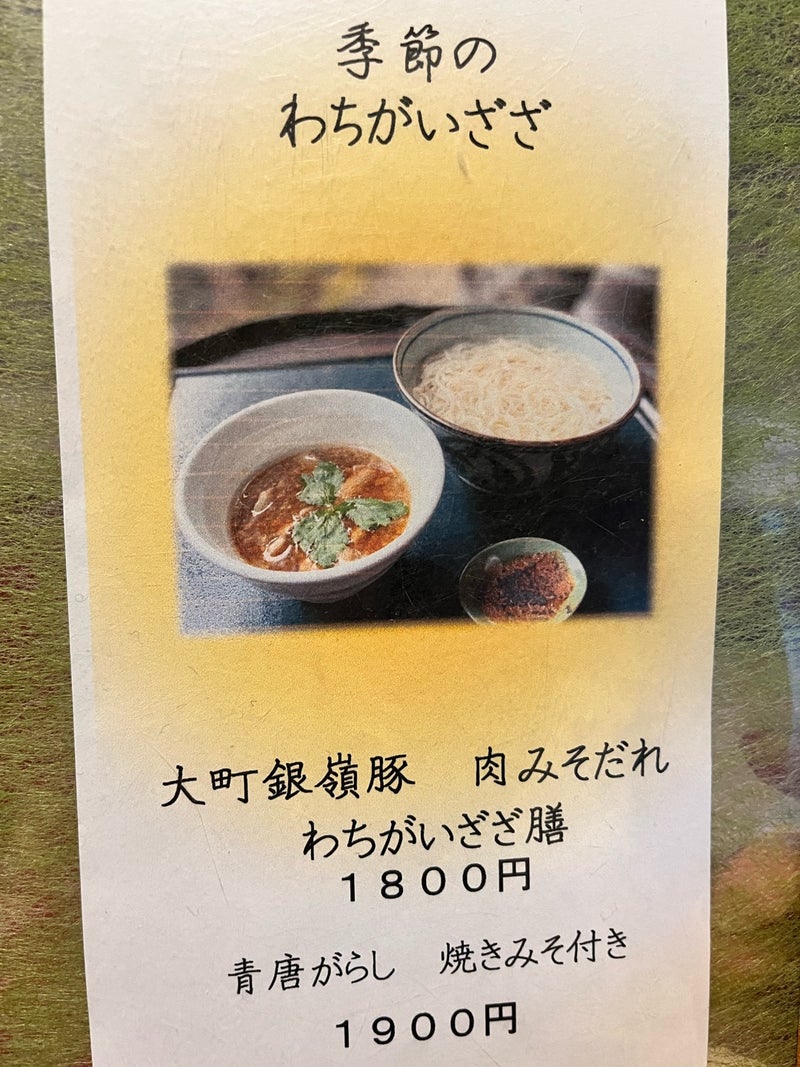 季節の
わちがいざざ
大町銀嶺豚　肉みそだれ
わちがいざざ膳
１８００円
青唐がらし　焼きみそ付き
１９００円